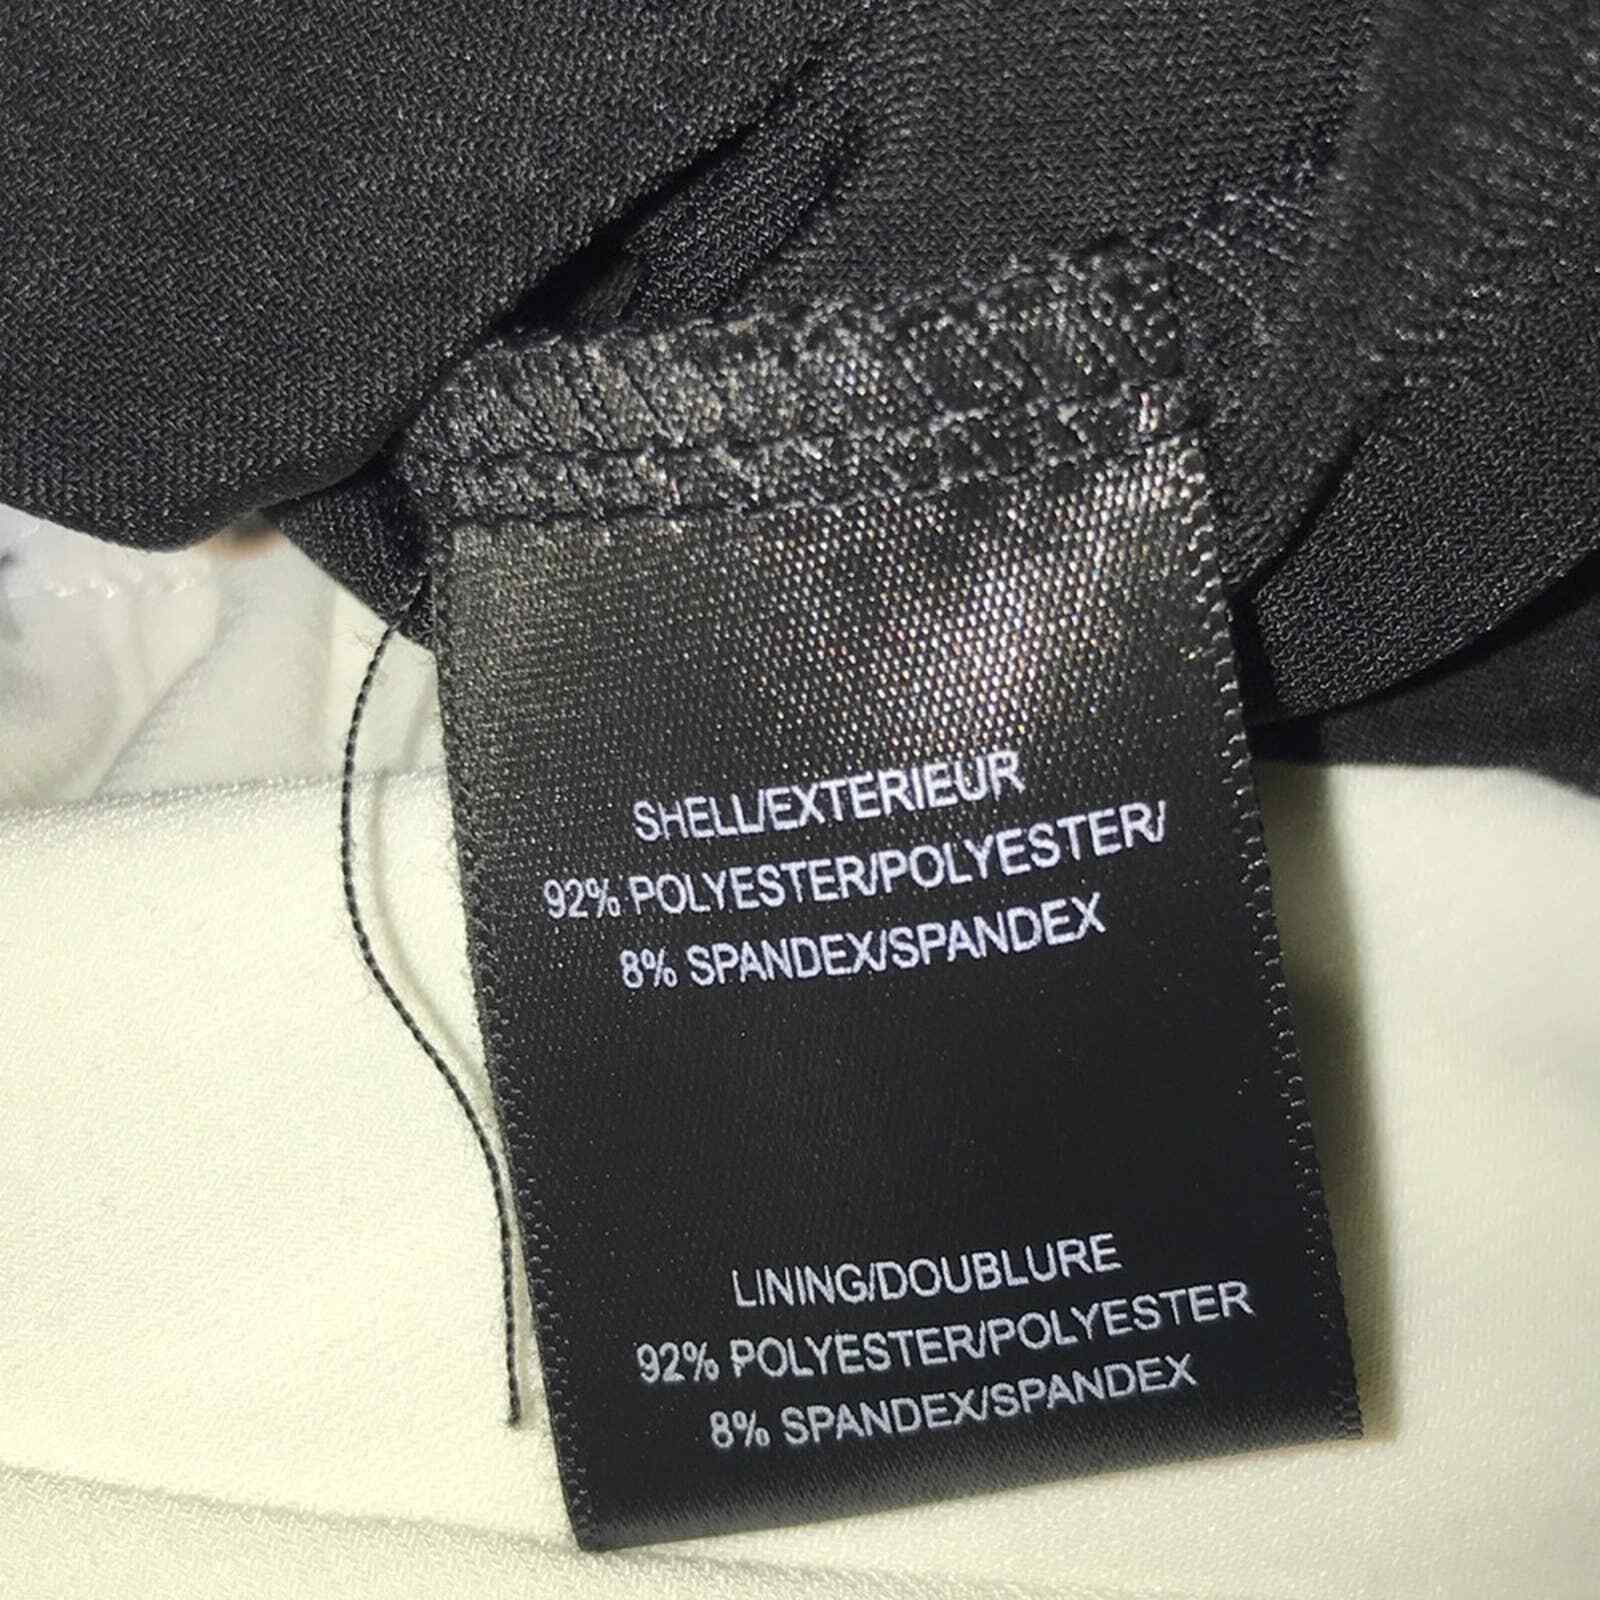 SHELL/EXTERIEUR
92% POLYESTER/POLYESTER/
8% SPANDEX/SPANDEX
LINING/DOUBLURE
92% POLYESTER/POLYESTER
8% SPANDEX/SPANDEX